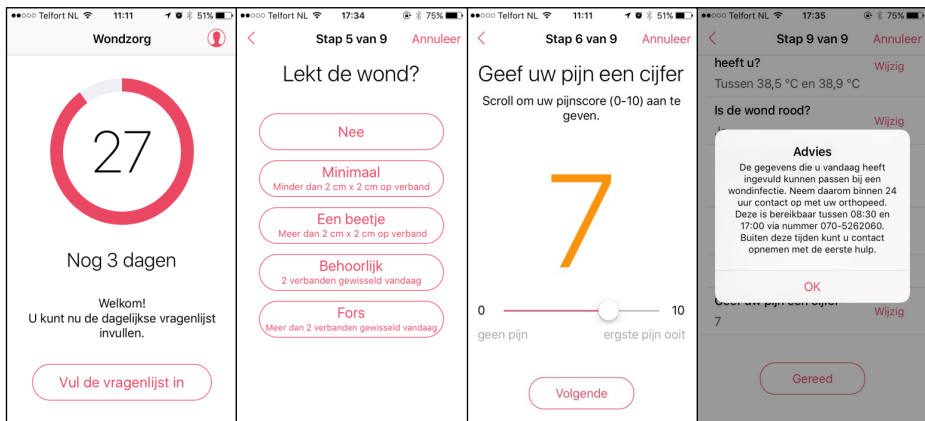 ●●○○○ Telfort NL 11:11 51%
Wondzorg
27
Nog 3 dagen
Welkom!
U kunt nu de dagelijkse vragenlijst
invullen.
Vul de vragenlijst in
●●○○○ Telfort NL 17:34 75%
Stap 5 van 9 Annuleer
Lekt de wond?
Nee
Minimaal
Minder dan 2 cm x 2 cm op verband
Een beetje
Meer dan 2 cm x 2 cm op verband
Behoorlijk
2 verbanden gewisseld vandaag
Fors
Meer dan 2 verbanden gewisseld vandaag
●●○○○ Telfort NL 11:11 51%
Stap 6 van 9 Annuleer
Geef uw pijn een cijfer
Scroll om uw pijnscore (0-10) aan te
geven.
7
0 10
geen pijn ergste pijn ooit
Volgende
●●○○○ Telfort NL 17:35 75%
Stap 9 van 9 Annuleer
heeft u?
Wijzig
Tussen 38,5 °C en 38,9 °C
Is de wond rood?
Wijzig
Advies
De gegevens die u vandaag heeft
ingevuld kunnen passen bij een
wondinfectie. Neem daarom binnen 24
uur contact op met uw orthopeed.
Deze is bereikbaar tussen 08:30 en
17:00 via nummer 070-5262060.
Buiten deze tijden kunt u contact
opnemen met de eerste hulp.
OK
Geef uw pijn een cijfer
Wijzig
7
Gereed